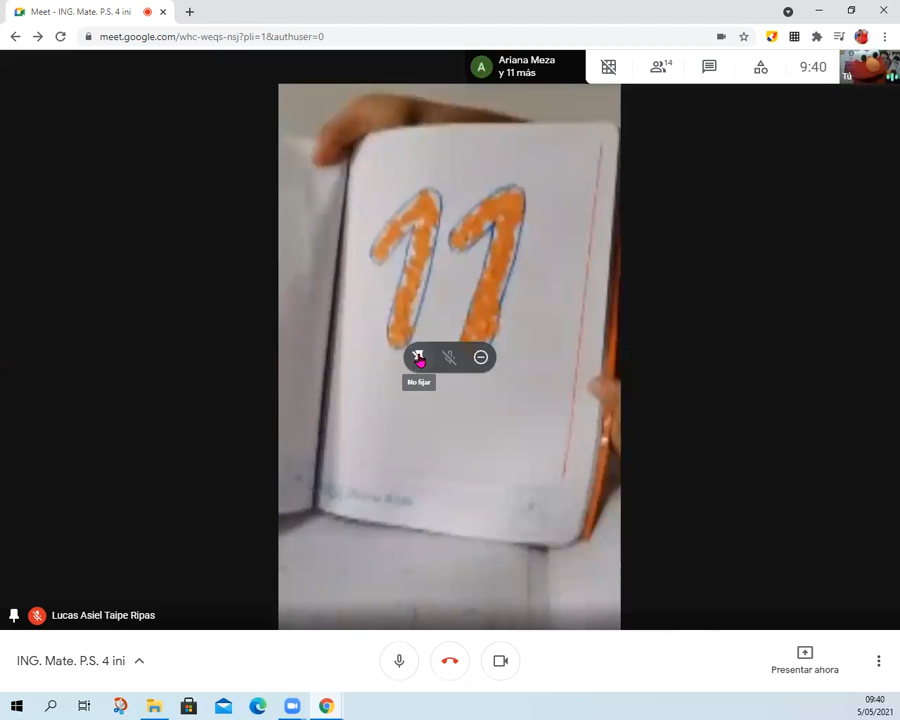 Meet - ING. Mate. P.S. 4 ini
meet.google.com/whc-weqs-nsj?pli=1&authuser=0
A
Ariana Meza
y 11 más
14
9:40
Tú
11
No fijar
Lucas Asiel Taipe Ripas
ING. Mate. P.S. 4 ini
Presentar ahora
09:40
5/05/2021